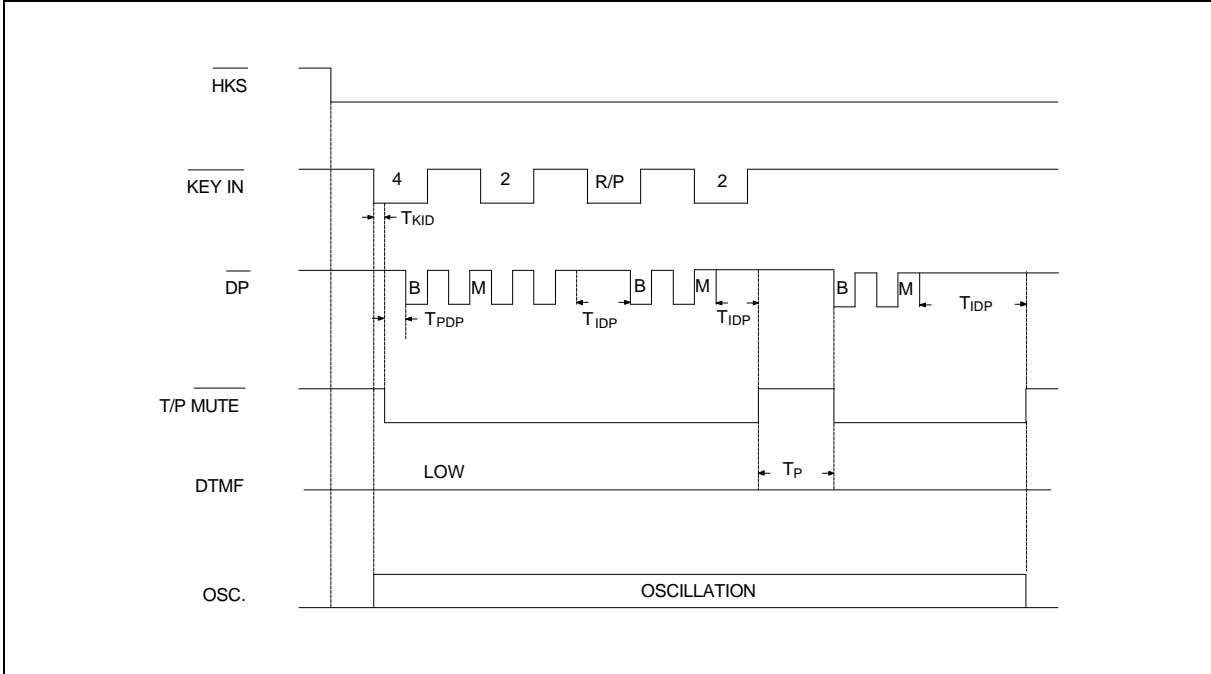 HKS
KEY IN
4 2 R/P 2
TKID
DP
B M B M B M
TPDP TIDP TIDP TIDP
T/P MUTE
DTMF
LOW
TP
OSC.
OSCILLATION